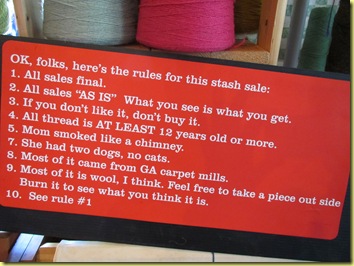 OK, folks, here's the rules for this stash sale:
1. All sales final.
2. All sales "AS IS"  What you see is what you get.
3. If you don't like it, don't buy it.
4. All thread is AT LEAST 12 years old or more.
5. Mom smoked like a chimney.
7. She had two dogs, no cats.
8. Most of it came from GA carpet mills.
9. Most of it is wool, I think. Feel free to take a piece out side
Burn it to see what you think it is.
10.  See rule #1